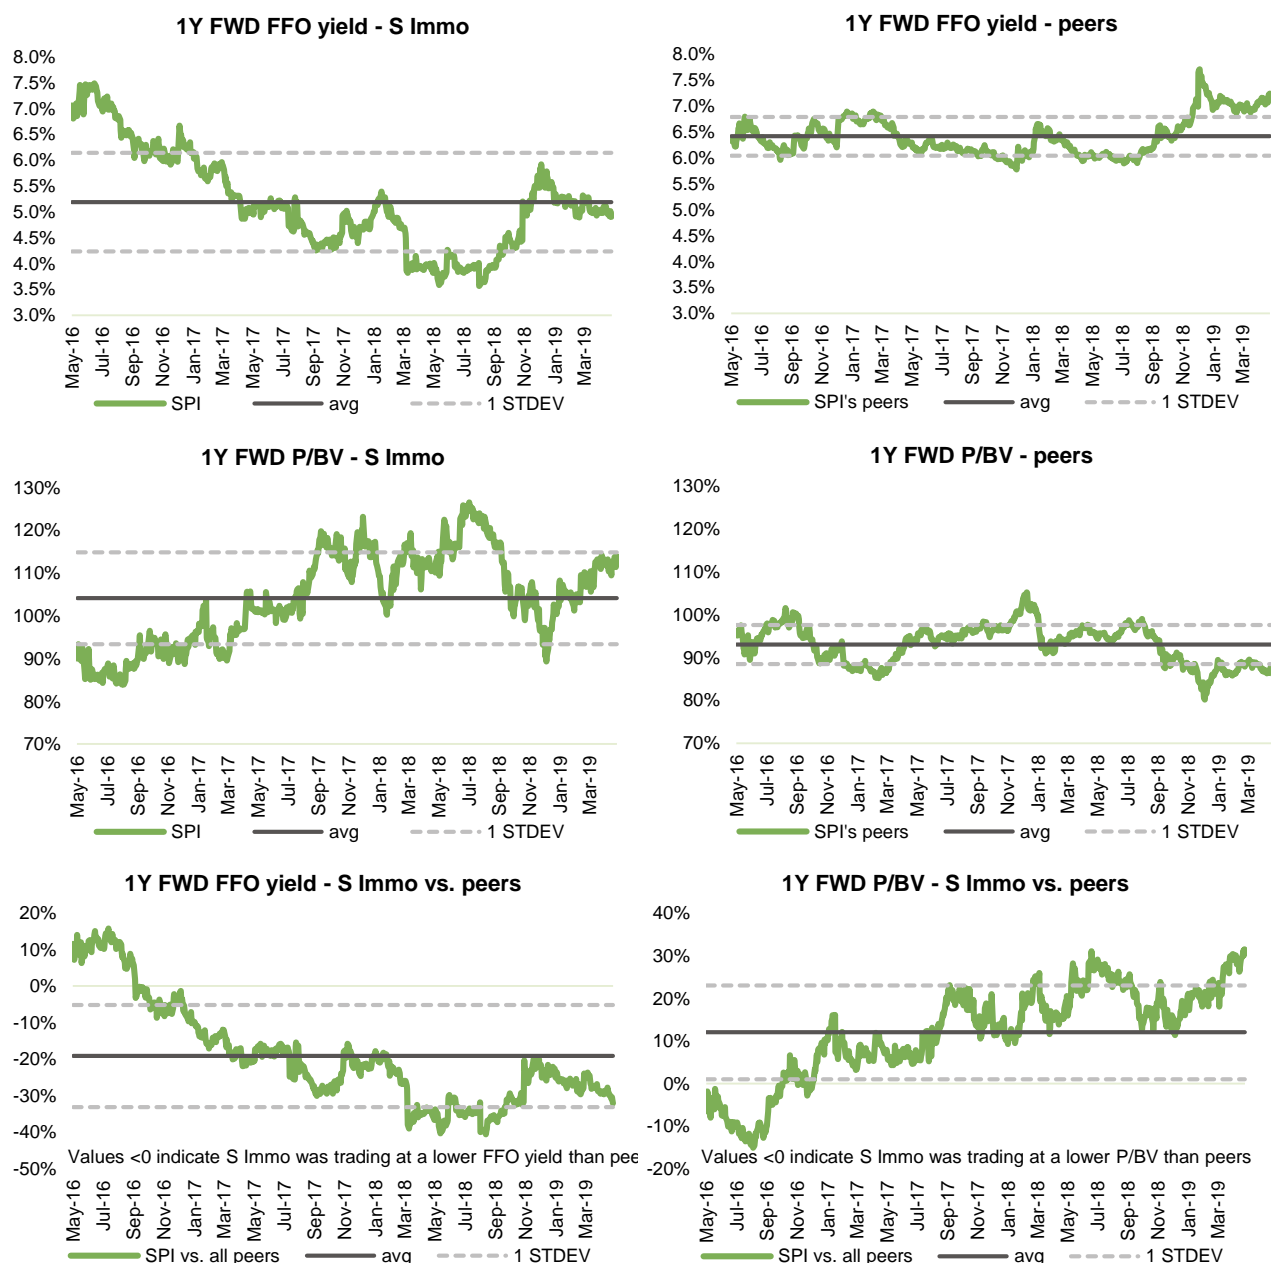 1Y FWD FFO yield - S Immo
8.0%
7.5%
7.0%
6.5%
6.0%
5.5%
5.0%
4.5%
4.0%
3.5%
3.0%
May-16 Jul-16 Sep-16 Nov-16 Jan-17 Mar-17 May-17 Jul-17 Sep-17 Nov-17 Jan-18 Mar-18 May-18 Jul-18 Sep-18 Nov-18 Jan-19 Mar-19
SPI avg 1 STDEV
1Y FWD FFO yield - peers
8.0%
7.5%
7.0%
6.5%
6.0%
5.5%
5.0%
4.5%
4.0%
3.5%
3.0%
May-16 Jul-16 Sep-16 Nov-16 Jan-17 Mar-17 May-17 Jul-17 Sep-17 Nov-17 Jan-18 Mar-18 May-18 Jul-18 Sep-18 Nov-18 Jan-19 Mar-19
SPI's peers avg 1 STDEV
1Y FWD P/BV - S Immo
130%
120%
110%
100%
90%
80%
70%
May-16 Jul-16 Sep-16 Nov-16 Jan-17 Mar-17 May-17 Jul-17 Sep-17 Nov-17 Jan-18 Mar-18 May-18 Jul-18 Sep-18 Nov-18 Jan-19 Mar-19
SPI avg 1 STDEV
1Y FWD P/BV - peers
130%
120%
110%
100%
90%
80%
70%
May-16 Jul-16 Sep-16 Nov-16 Jan-17 Mar-17 May-17 Jul-17 Sep-17 Nov-17 Jan-18 Mar-18 May-18 Jul-18 Sep-18 Nov-18 Jan-19 Mar-19
SPI's peers avg 1 STDEV
1Y FWD FFO yield - S Immo vs. peers
20%
10%
0%
-10%
-20%
-30%
-40%
-50%
Values <0 indicate S Immo was trading at a lower FFO yield than pee
May-16 Jul-16 Sep-16 Nov-16 Jan-17 Mar-17 May-17 Jul-17 Sep-17 Nov-17 Jan-18 Mar-18 May-18 Jul-18 Sep-18 Nov-18 Jan-19 Mar-19
SPI vs. all peers avg 1 STDEV
1Y FWD P/BV - S Immo vs. peers
40%
30%
20%
10%
0%
-10%
-20%
Values <0 indicate S Immo was trading at a lower P/BV than peers
May-16 Jul-16 Sep-16 Nov-16 Jan-17 Mar-17 May-17 Jul-17 Sep-17 Nov-17 Jan-18 Mar-18 May-18 Jul-18 Sep-18 Nov-18 Jan-19 Mar-19
SPI vs. all peers avg 1 STDEV